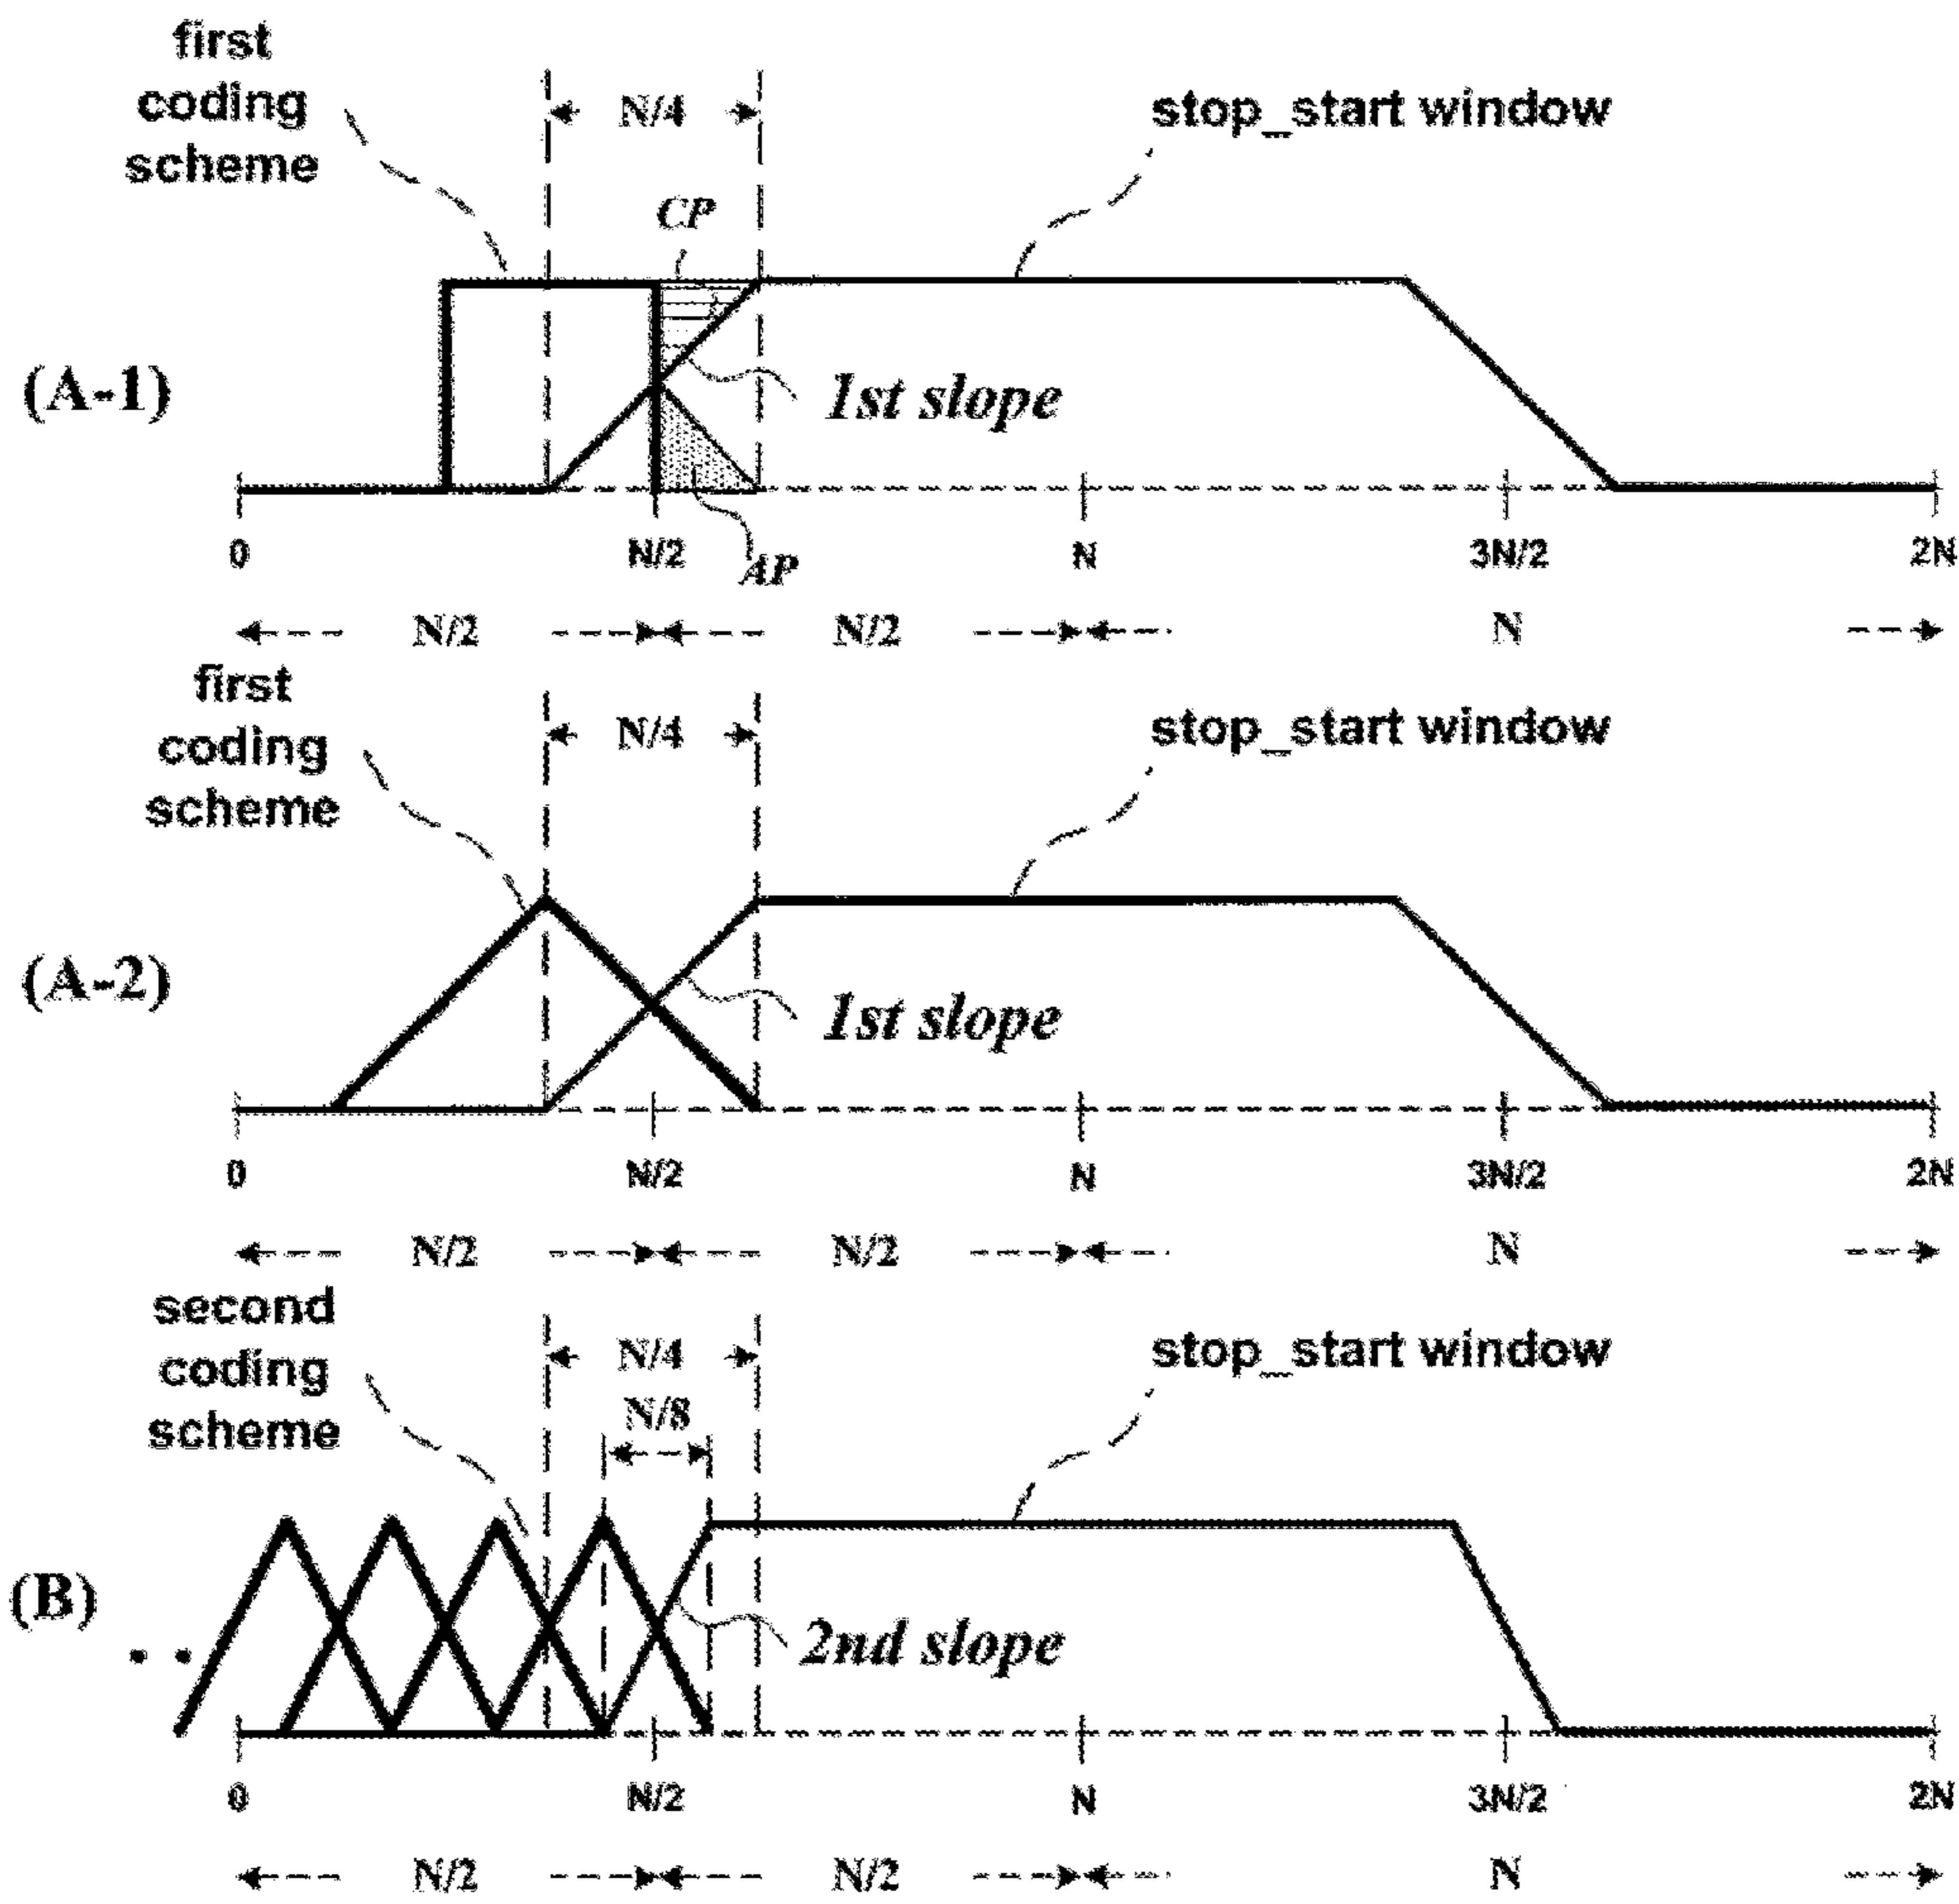 first
coding
scheme
N/4
stop_start window
CP
(A-1)
1st slope
0
N/2
AP
N
3N/2
2N
N/2
N/2
N
first
coding
scheme
N/4
stop_start window
(A-2)
1st slope
0
N/2
N
3N/2
2N
N/2
N/2
N
second
coding
scheme
N/4
N/8
stop_start window
(B)
2nd slope
0
N/2
N
3N/2
2N
N/2
N/2
N